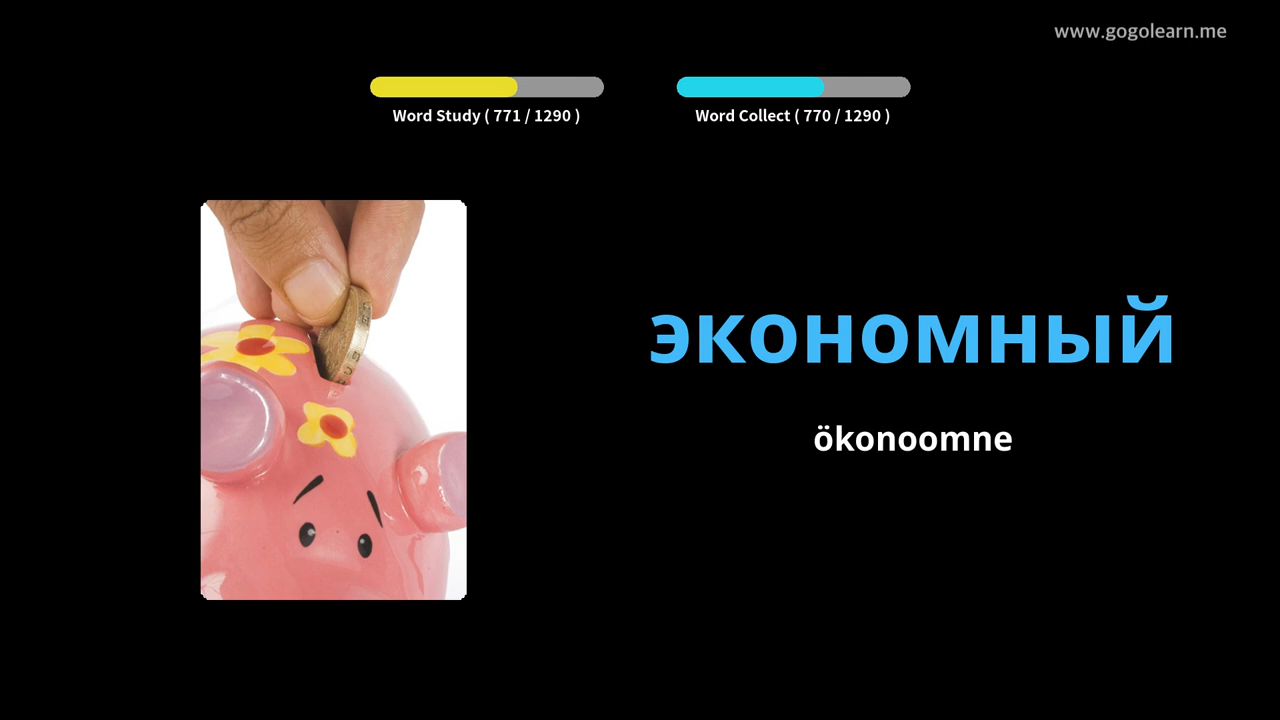 www.gogolearn.me
Word Study ( 771 / 1290 )
Word Collect ( 770 / 1290 )
экономный
ökonoomne